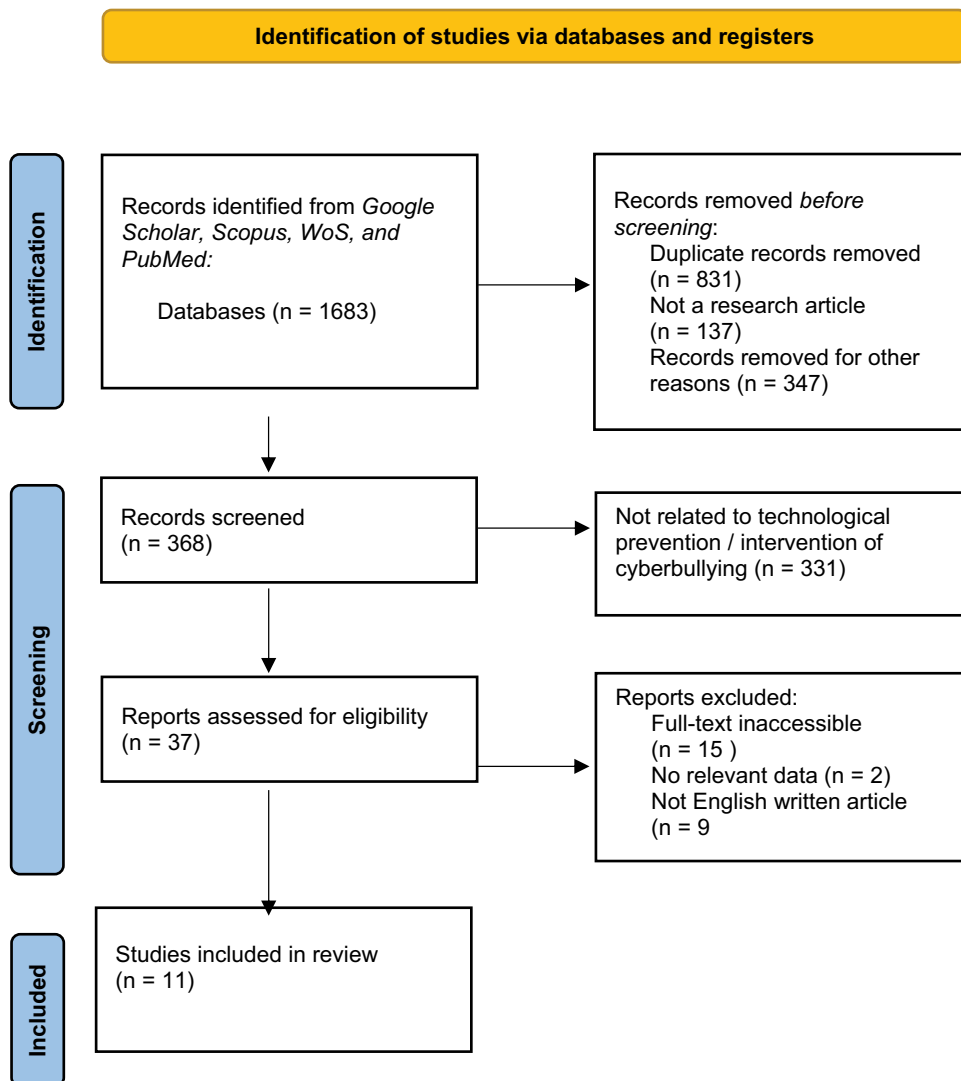 Identification of studies via databases and registers
Identification
Records identified from Google
Scholar, Scopus, WoS, and
PubMed:
Databases (n = 1683)
Records removed before
screening:
Duplicate records removed
(n = 831)
Not a research article
(n = 137)
Records removed for other
reasons (n = 347)
Screening
Records screened
(n = 368)
Not related to technological
prevention / intervention of
cyberbullying (n = 331)
Reports assessed for eligibility
(n = 37)
Reports excluded:
Full-text inaccessible
(n = 15 )
No relevant data (n = 2)
Not English written article
(n = 9
Included
Studies included in review
(n = 11)